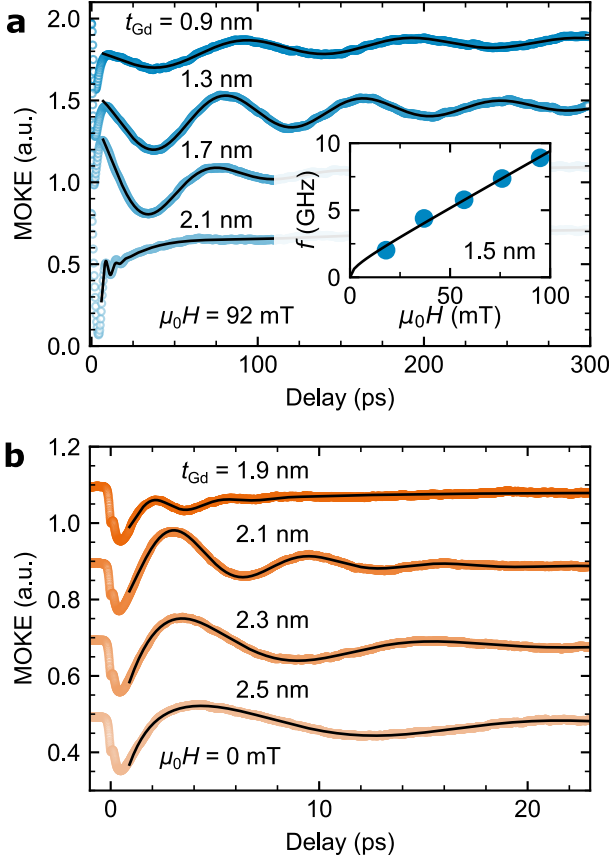 a
2.0
1.5
1.0
0.5
0.0
MOKE (a.u.)
t_Gd = 0.9 nm
1.3 nm
1.7 nm
2.1 nm
μ₀H = 92 mT
10
5
0
f (GHz)
1.5 nm
0 50 100
μ₀H (mT)
0 100 200 300
Delay (ps)
b
1.2
1.0
0.8
0.6
0.4
MOKE (a.u.)
t_Gd = 1.9 nm
2.1 nm
2.3 nm
2.5 nm
μ₀H = 0 mT
0 10 20
Delay (ps)